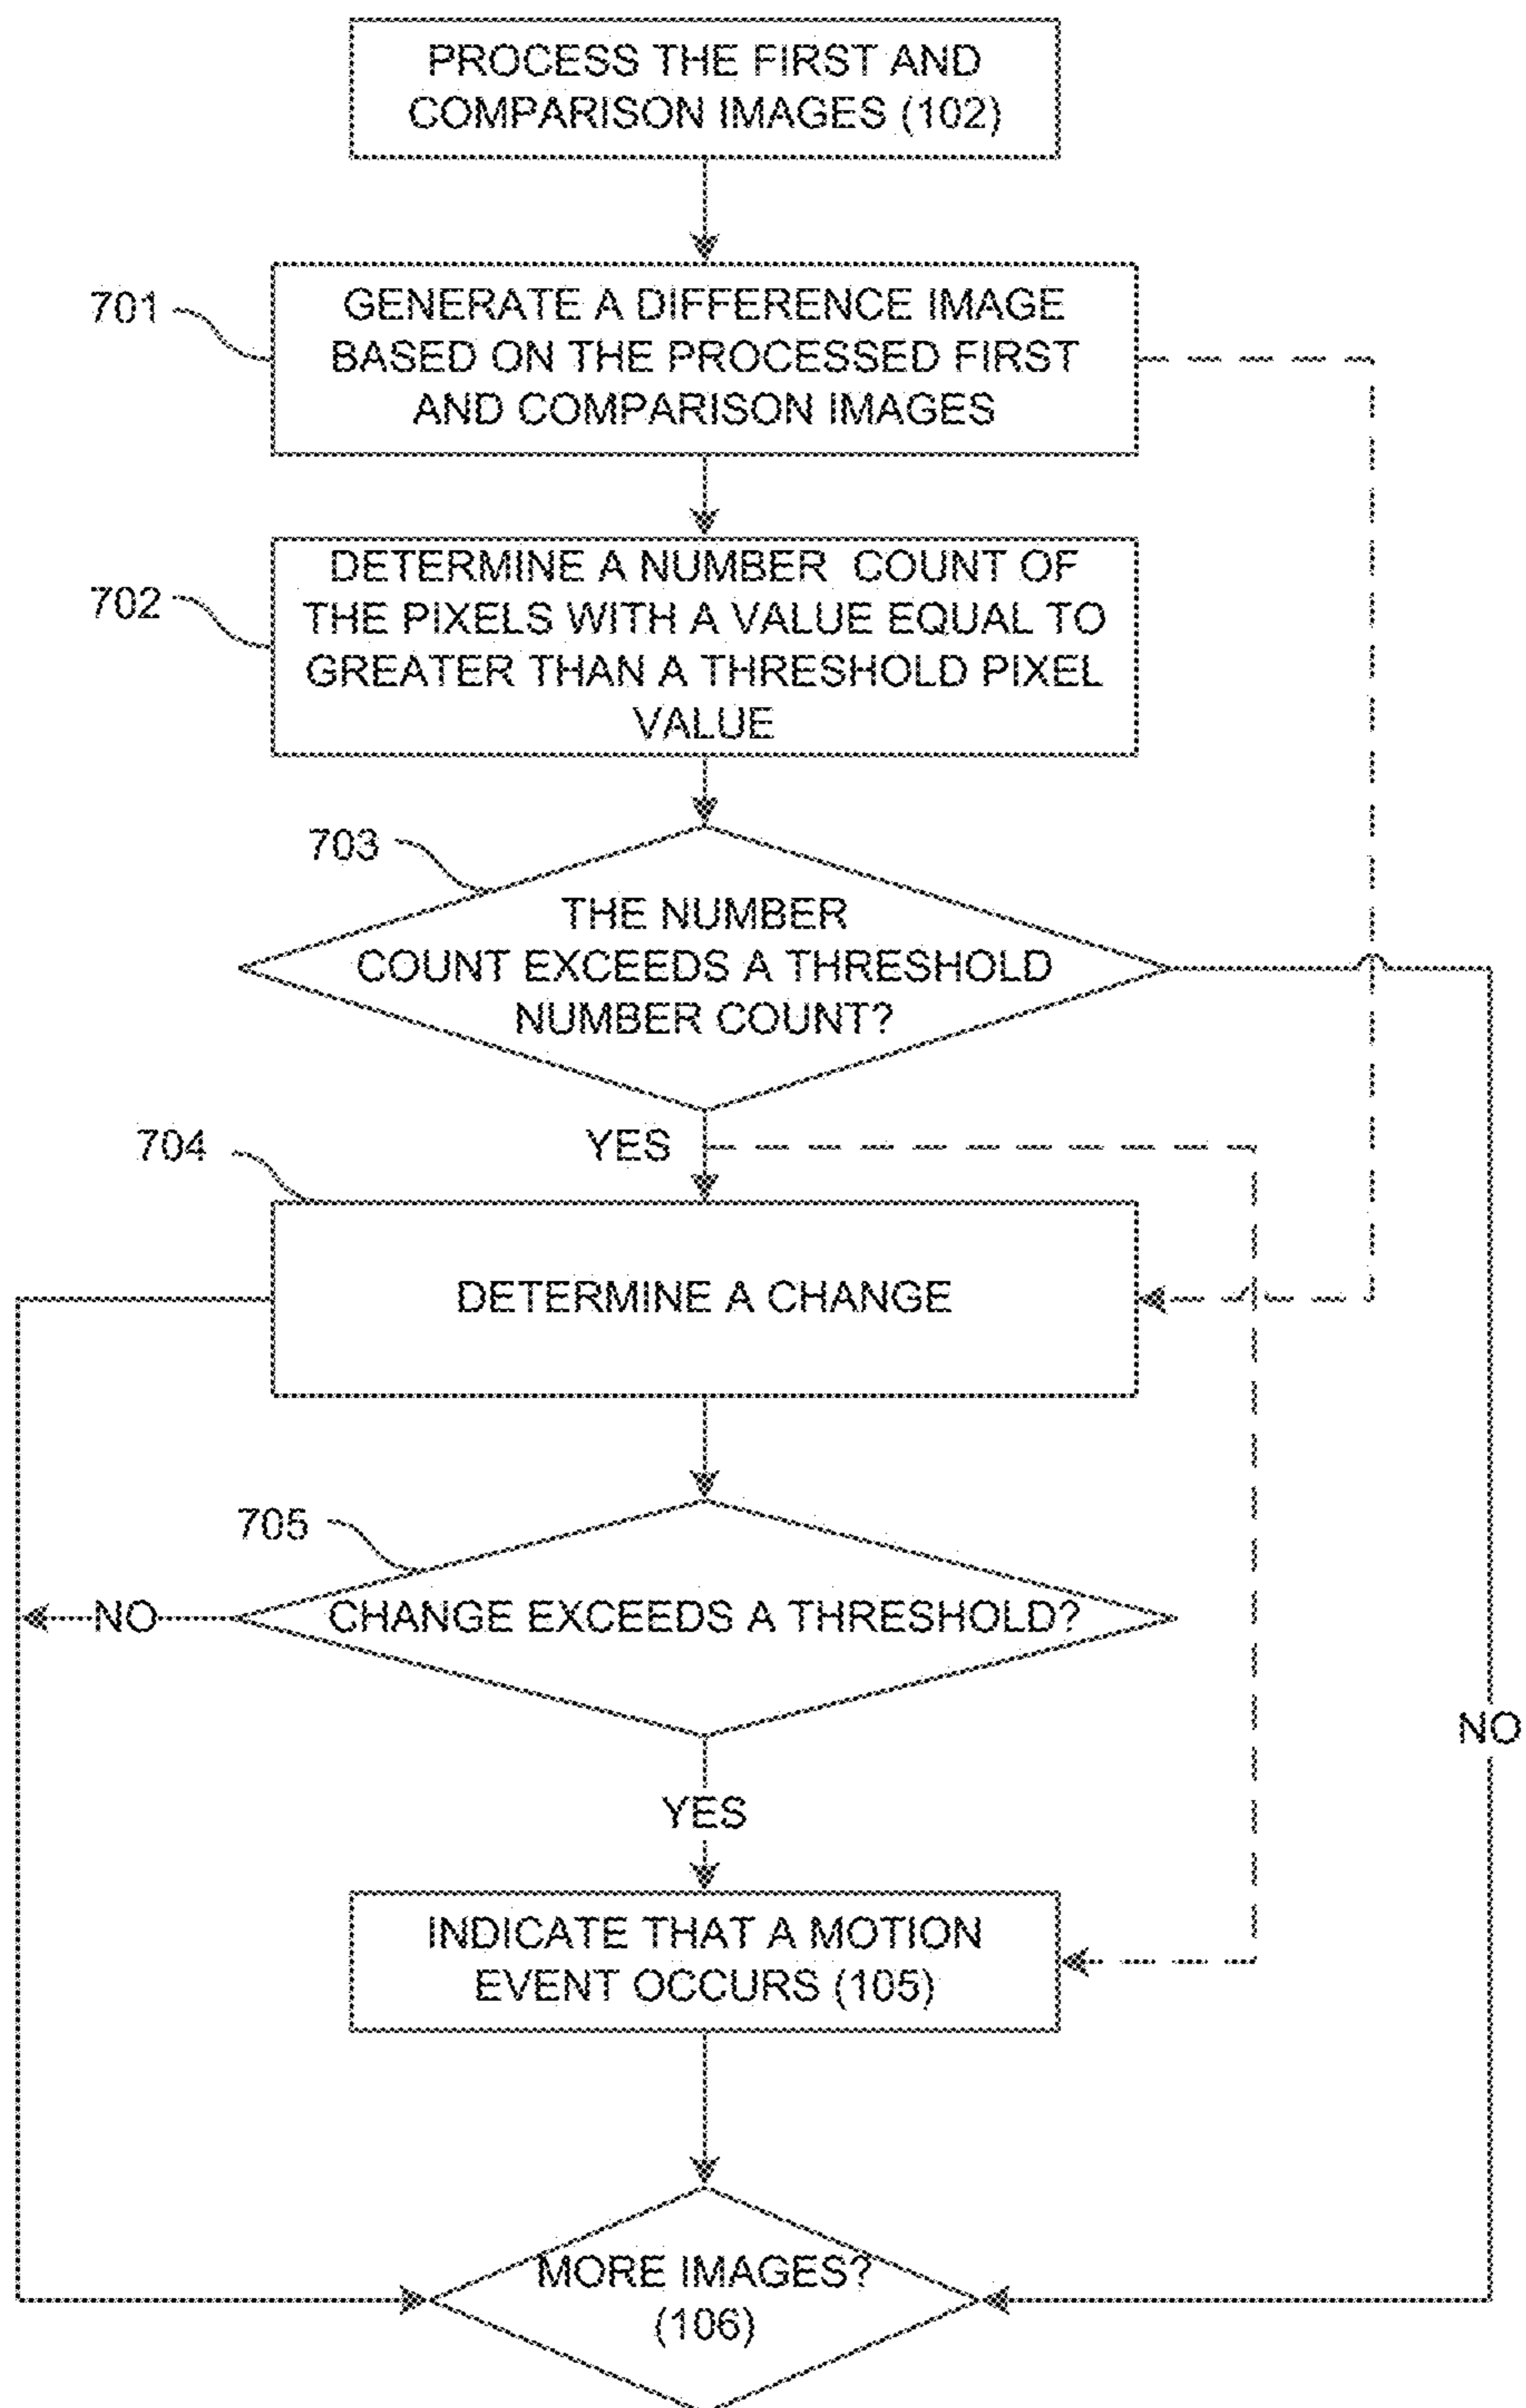 PROCESS THE FIRST AND
COMPARISON IMAGES (102)
701
GENERATE A DIFFERENCE IMAGE
BASED ON THE PROCESSED FIRST
AND COMPARISON IMAGES
702
DETERMINE A NUMBER COUNT OF
THE PIXELS WITH A VALUE EQUAL TO
GREATER THAN A THRESHOLD PIXEL
VALUE
703
THE NUMBER
COUNT EXCEEDS A THRESHOLD
NUMBER COUNT?
YES
704
DETERMINE A CHANGE
705
CHANGE EXCEEDS A THRESHOLD?
NO
NO
YES
INDICATE THAT A MOTION
EVENT OCCURS (105)
MORE IMAGES?
(106)